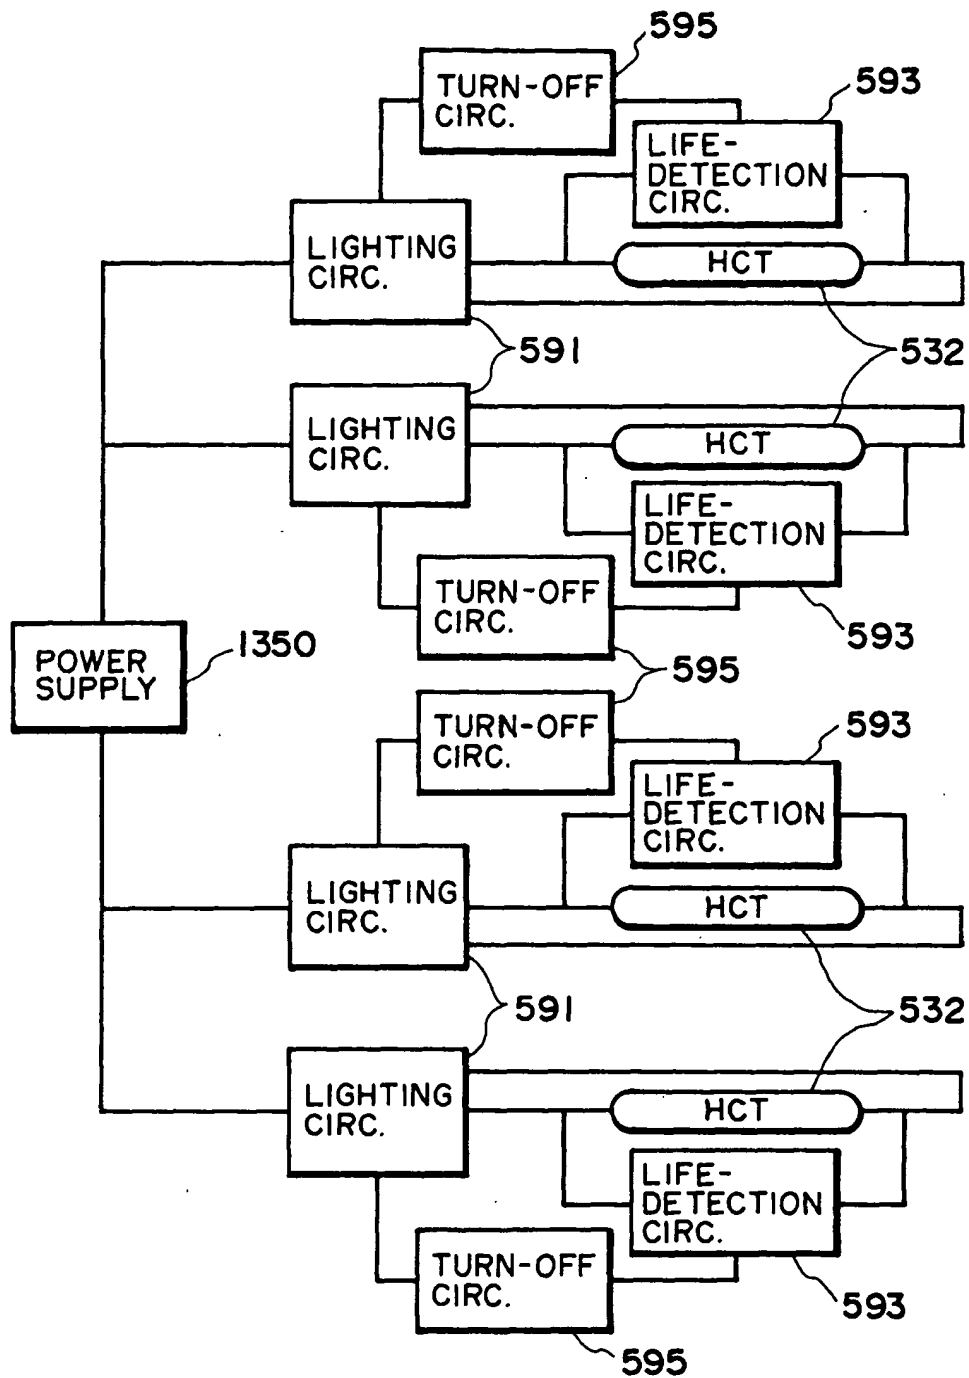 595
TURN-OFF
CIRC.
593
LIFE-
DETECTION
CIRC.
LIGHTING
CIRC.
HCT
591
532
LIGHTING
CIRC.
HCT
LIFE-
DETECTION
CIRC.
TURN-OFF
CIRC.
593
1350
POWER
SUPPLY
595
TURN-OFF
CIRC.
593
LIFE-
DETECTION
CIRC.
LIGHTING
CIRC.
HCT
591
532
LIGHTING
CIRC.
HCT
LIFE-
DETECTION
CIRC.
TURN-OFF
CIRC.
593
595